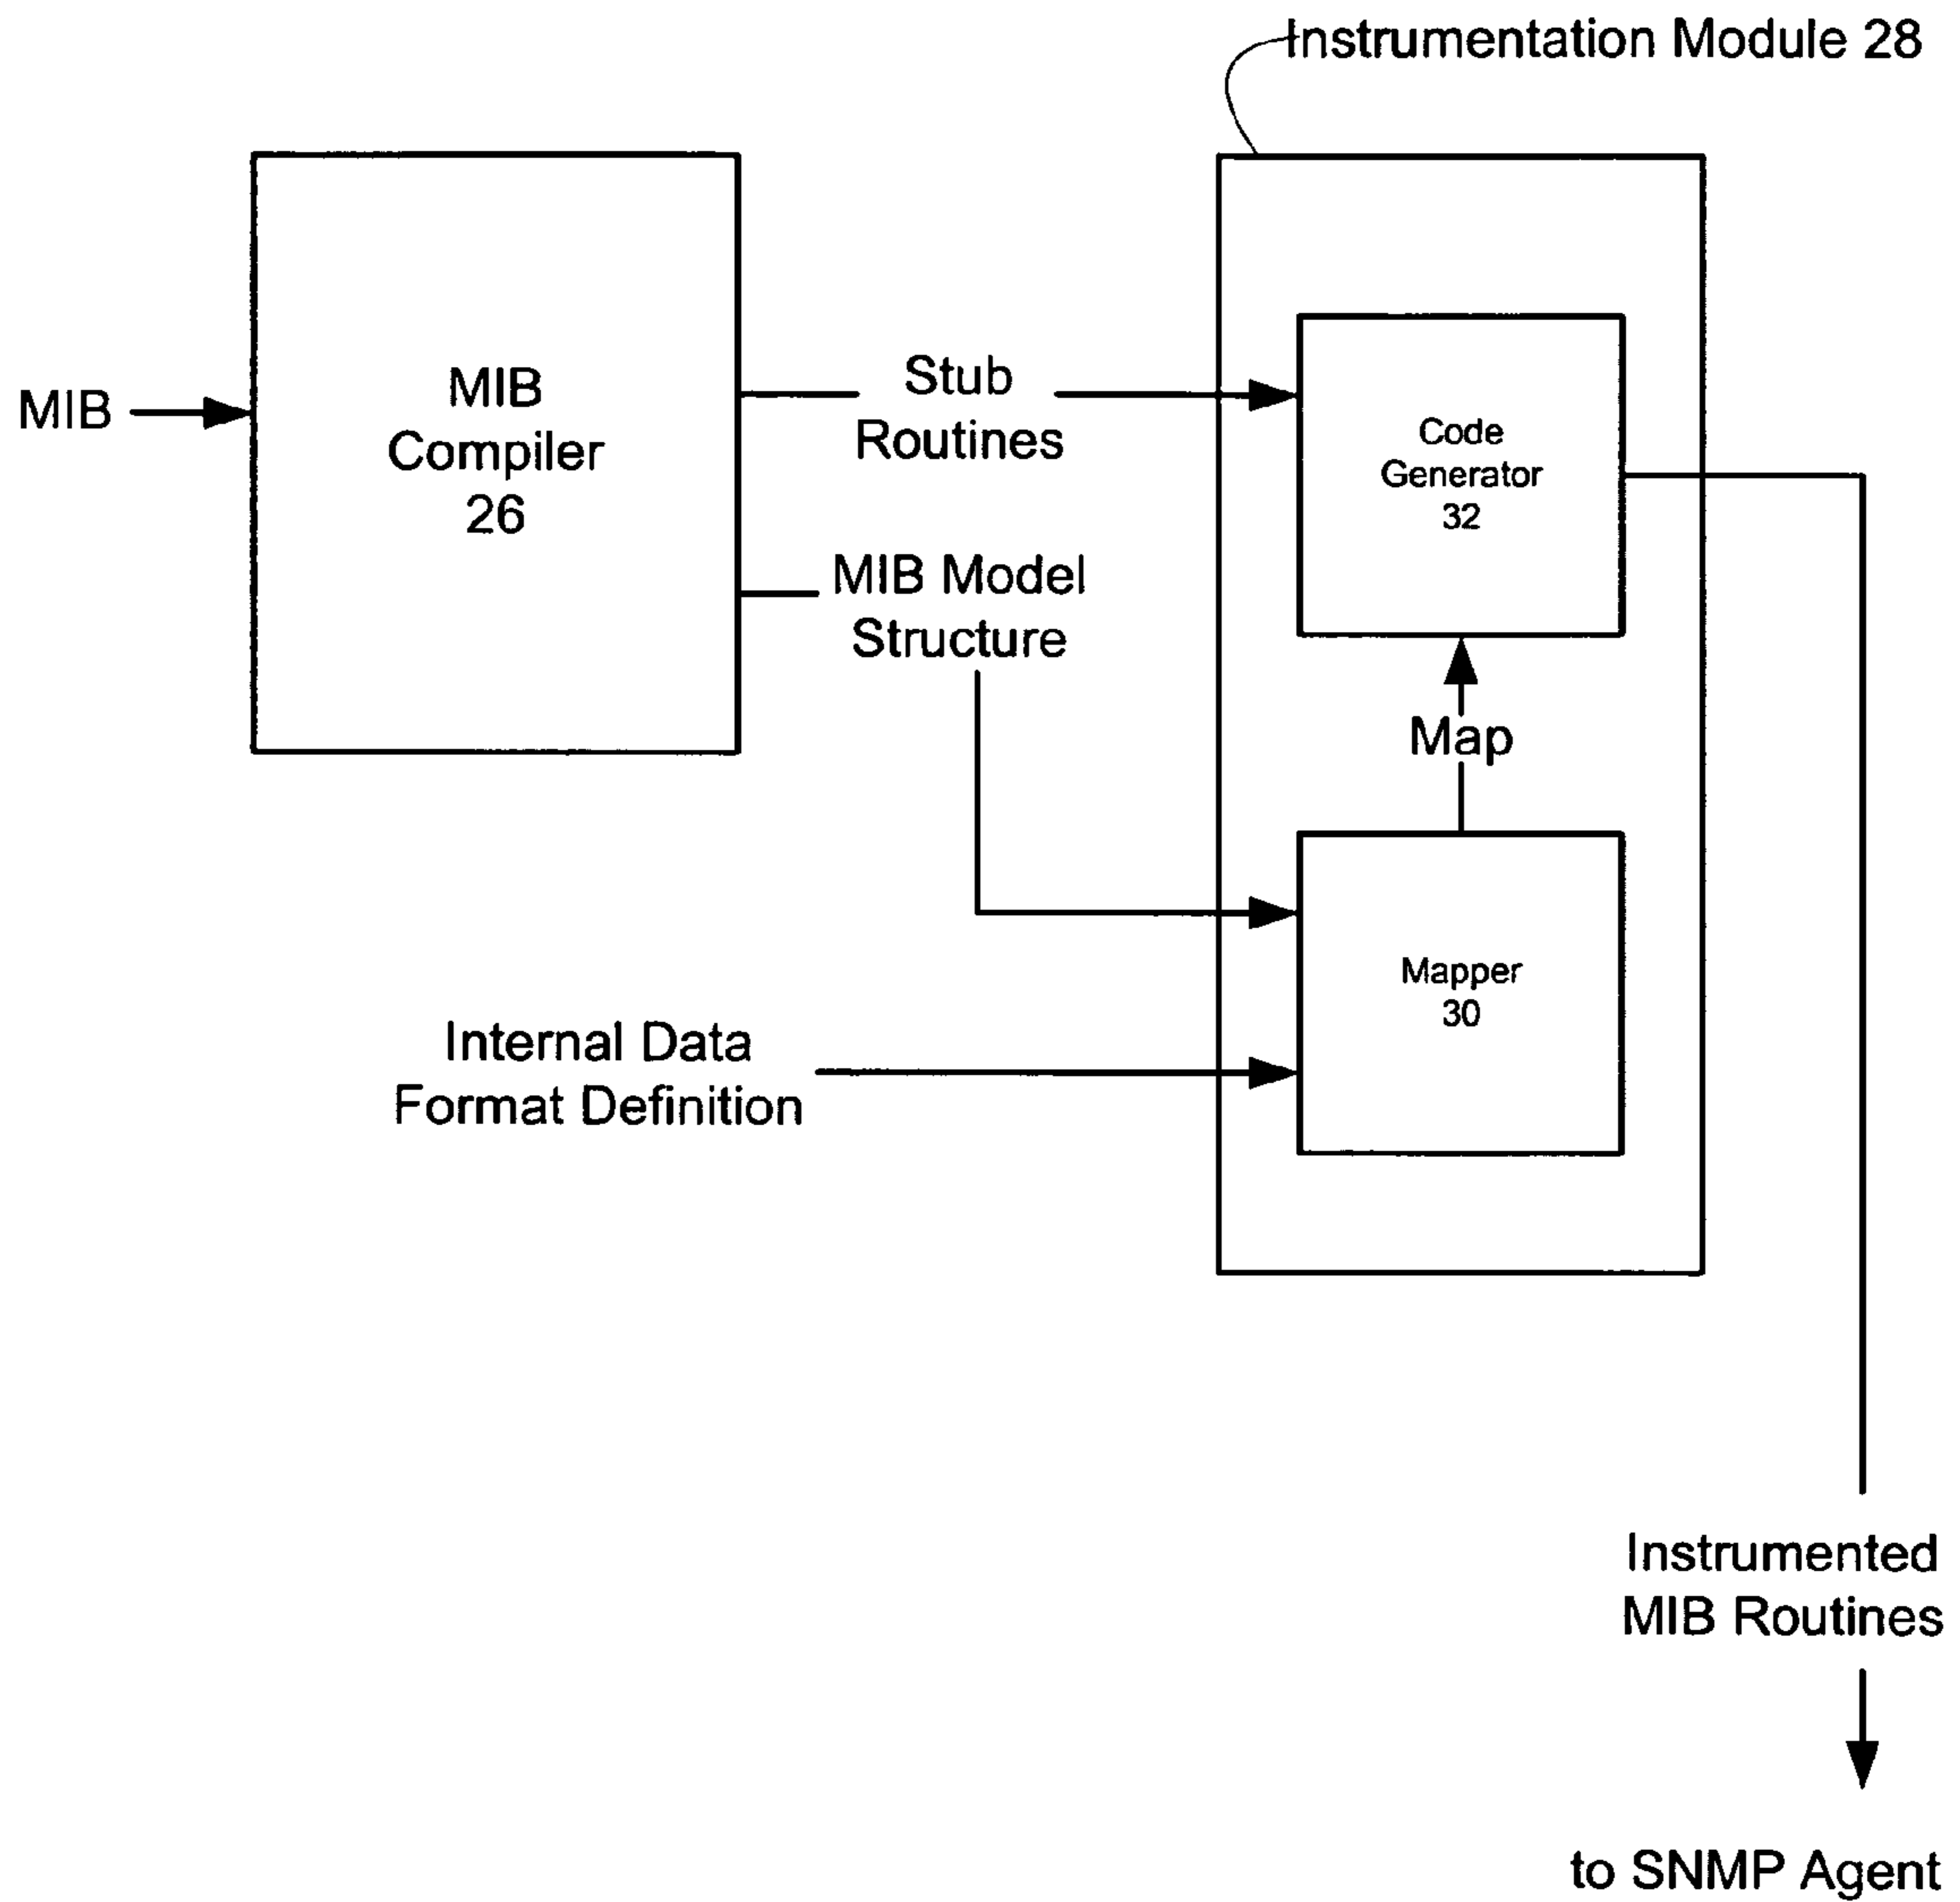 Instrumentation Module 28
MIB
MIB
Compiler
26
Stub
Routines
MIB Model
Structure
Code
Generator
32
Map
Mapper
30
Internal Data
Format Definition
Instrumented
MIB Routines
to SNMP Agent